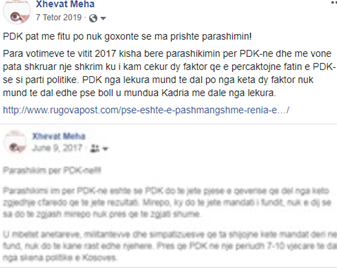 Xhevat Meha
7 Tetor 2019
PDK pat me fitu po nuk goxonte se ma prishte parashimin!
Para votimeve te vitit 2017 kisha bere parashikimin per PDK-ne dhe me vone
pata shkruar nje shkrim ku i kam cekur dy faktor qe e percaktojne fatin e PDK-
se si parti politike. PDK nga lekura mund te dal po nga keta dy faktor nuk
mund te dal edhe pse boll u mundua Kadria me dale nga lekura.
http://www.rugovapost.com/pse-eshte-e-pashmangshme-renia-e.../
Xhevat Meha
June 9, 2017
Parashikim per PDK-ne!!!
Parashikimi im per PDK-ne eshte se PDK do te jete pjese e qeverise qe del nga keto
zgjedhje cfaredo qe te jete rezultati. Mirepo, ky do te jete mandati i fundit, nuk e dij se
sa do te zgjash mirepo nuk pres qe te zgjati shume.
U mbetet anetareve, militantevve dhe simpatizuesve qe ta shijojne kete mandat deri ne
fund, nuk do te kane rast edhe njehere. Pres qe PDK ne nje periudh 7-10 vjecare te dal
nga skena politike e Kosoves.